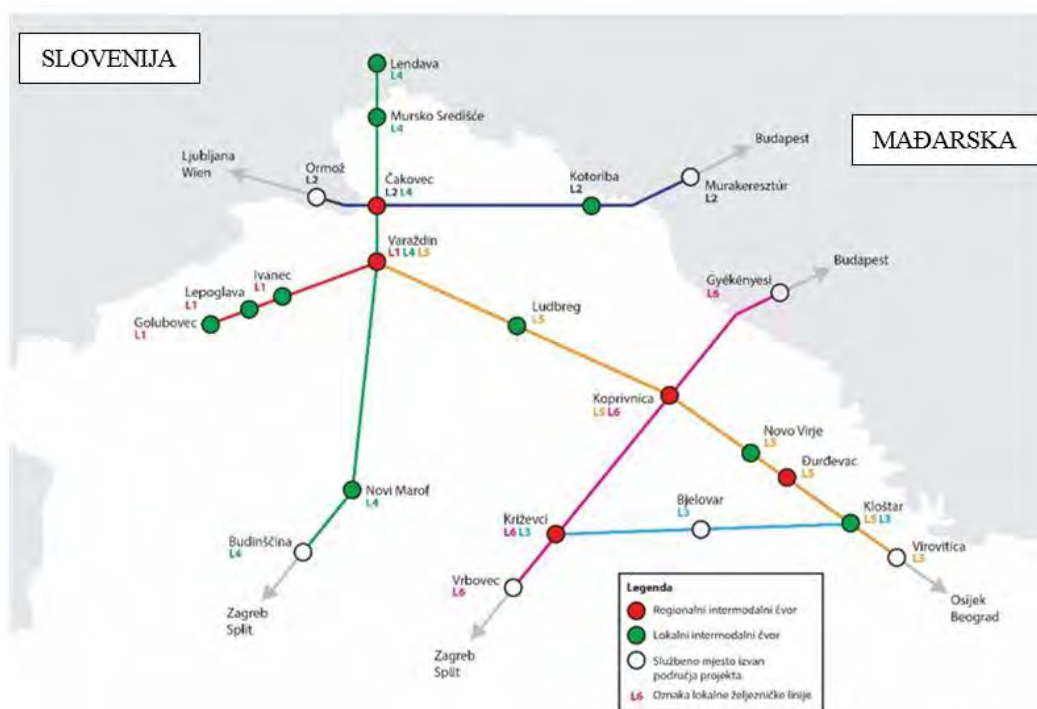 SLOVENIJA
Lendava
L4
Mursko Središće
L4
MAĐARSKA
Budapest
Ljubljana
Wien
Ormož
L2
Čakovec
L2 L4
Kotoriba
L2
Murakeresztúr
L2
Varaždin
L1 L4 L5
Ivanec
L1
Lepoglava
L1
Golubovec
L1
Budapest
Gyékényesi
L6
Ludbreg
L5
Koprivnica
L5 L6
Novo Virje
L5
Đurđevac
L5
Novi Marof
L4
Križevci
L6 L3
Bjelovar
L3
Kloštar
L5 L3
Budinščina
L4
Virovitica
L5
Vrbovec
L6
Zagreb
Split
Zagreb
Split
Osijek
Beograd
Legenda
Regionalni intermodalni čvor
Lokalni intermodalni čvor
Službeno mjesto izvan
područja projekta
L6 Oznaka lokalne željezničke linije